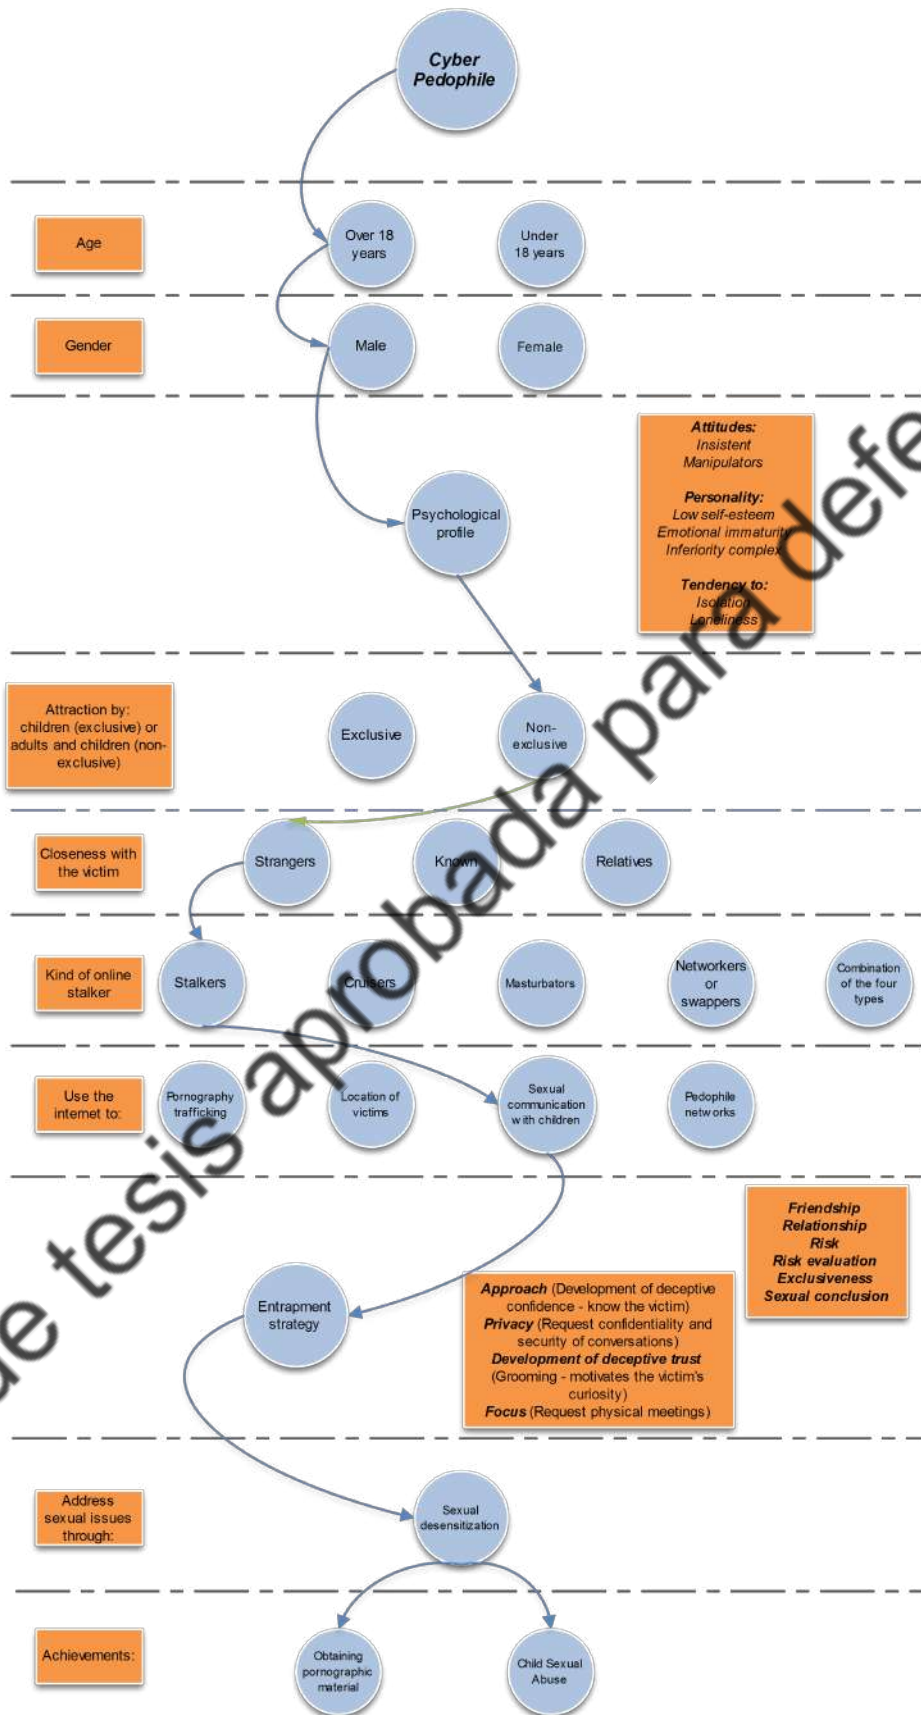 Cyber
Pedophile
Age
Over 18
years
Under
18 years
Gender
Male
Female
Attitudes:
Insistent
Manipulators
Personality:
Low self-esteem
Emotional immaturity
Inferiority complex
Tendency to:
Isolation
Loneliness
Psychological
profile
Attraction by:
children (exclusive) or
adults and children (non-
exclusive)
Exclusive
Non-
exclusive
Closeness with
the victim
Strangers
Known
Relatives
Kind of online
stalker
Stalkers
Cruisers
Masturbators
Networkers
or
swappers
Combination
of the four
types
Use the
internet to:
Pornography
trafficking
Location of
victims
Sexual
communication
with children
Pedophile
networks
Friendship
Relationship
Risk
Risk evaluation
Exclusiveness
Sexual conclusion
Entrapment
strategy
Approach (Development of deceptive
confidence - know the victim)
Privacy (Request confidentiality and
security of conversations)
Development of deceptive trust
(Grooming - motivates the victim's
curiosity)
Focus (Request physical meetings)
Address
sexual issues
through:
Sexual
desensitization
Achievements:
Obtaining
pornographic
material
Child Sexual
Abuse
de tesis aprobada para defe